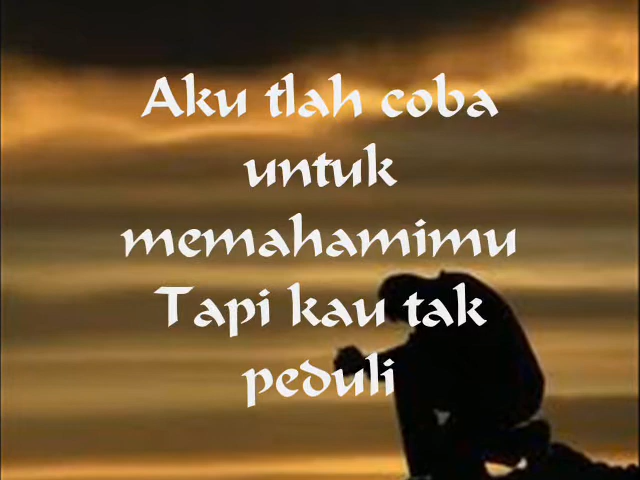 Aku tlah coba
untuk
memahamimu
Tapi kau tak
peduli